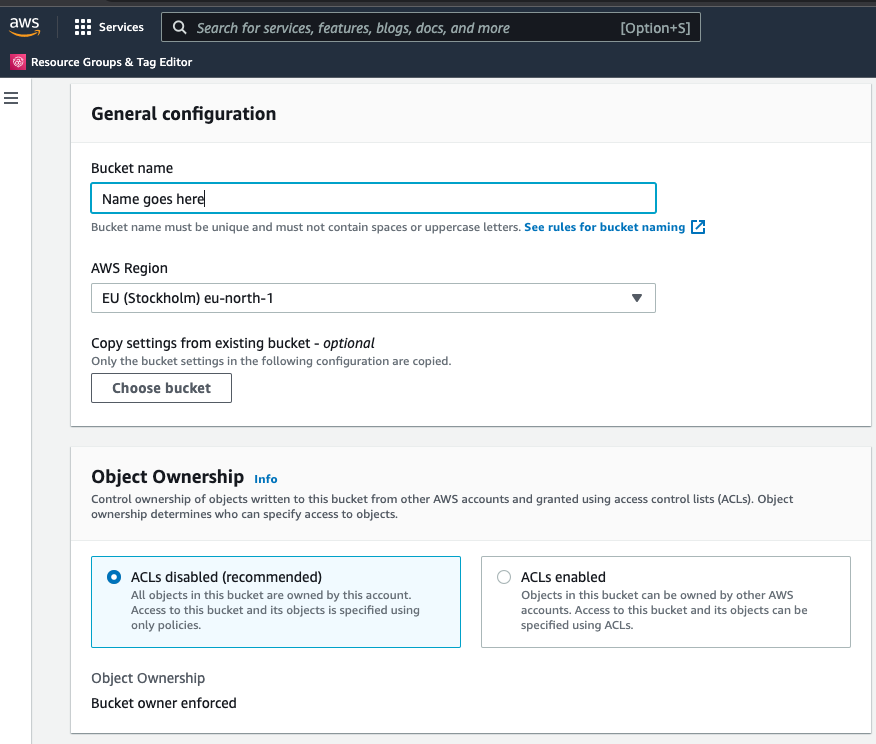 aws
Services
Search for services, features, blogs, docs, and more
[Option+S]
Resource Groups & Tag Editor
General configuration
Bucket name
Name goes here
Bucket name must be unique and must not contain spaces or uppercase letters. See rules for bucket naming
AWS Region
EU (Stockholm) eu-north-1
Copy settings from existing bucket - optional
Only the bucket settings in the following configuration are copied.
Choose bucket
Object Ownership Info
Control ownership of objects written to this bucket from other AWS accounts and granted using access control lists (ACLs). Object
ownership determines who can specify access to objects.
ACLs disabled (recommended)
All objects in this bucket are owned by this account.
Access to this bucket and its objects is specified using
only policies.
ACLs enabled
Objects in this bucket can be owned by other AWS
accounts. Access to this bucket and its objects can be
specified using ACLs.
Object Ownership
Bucket owner enforced